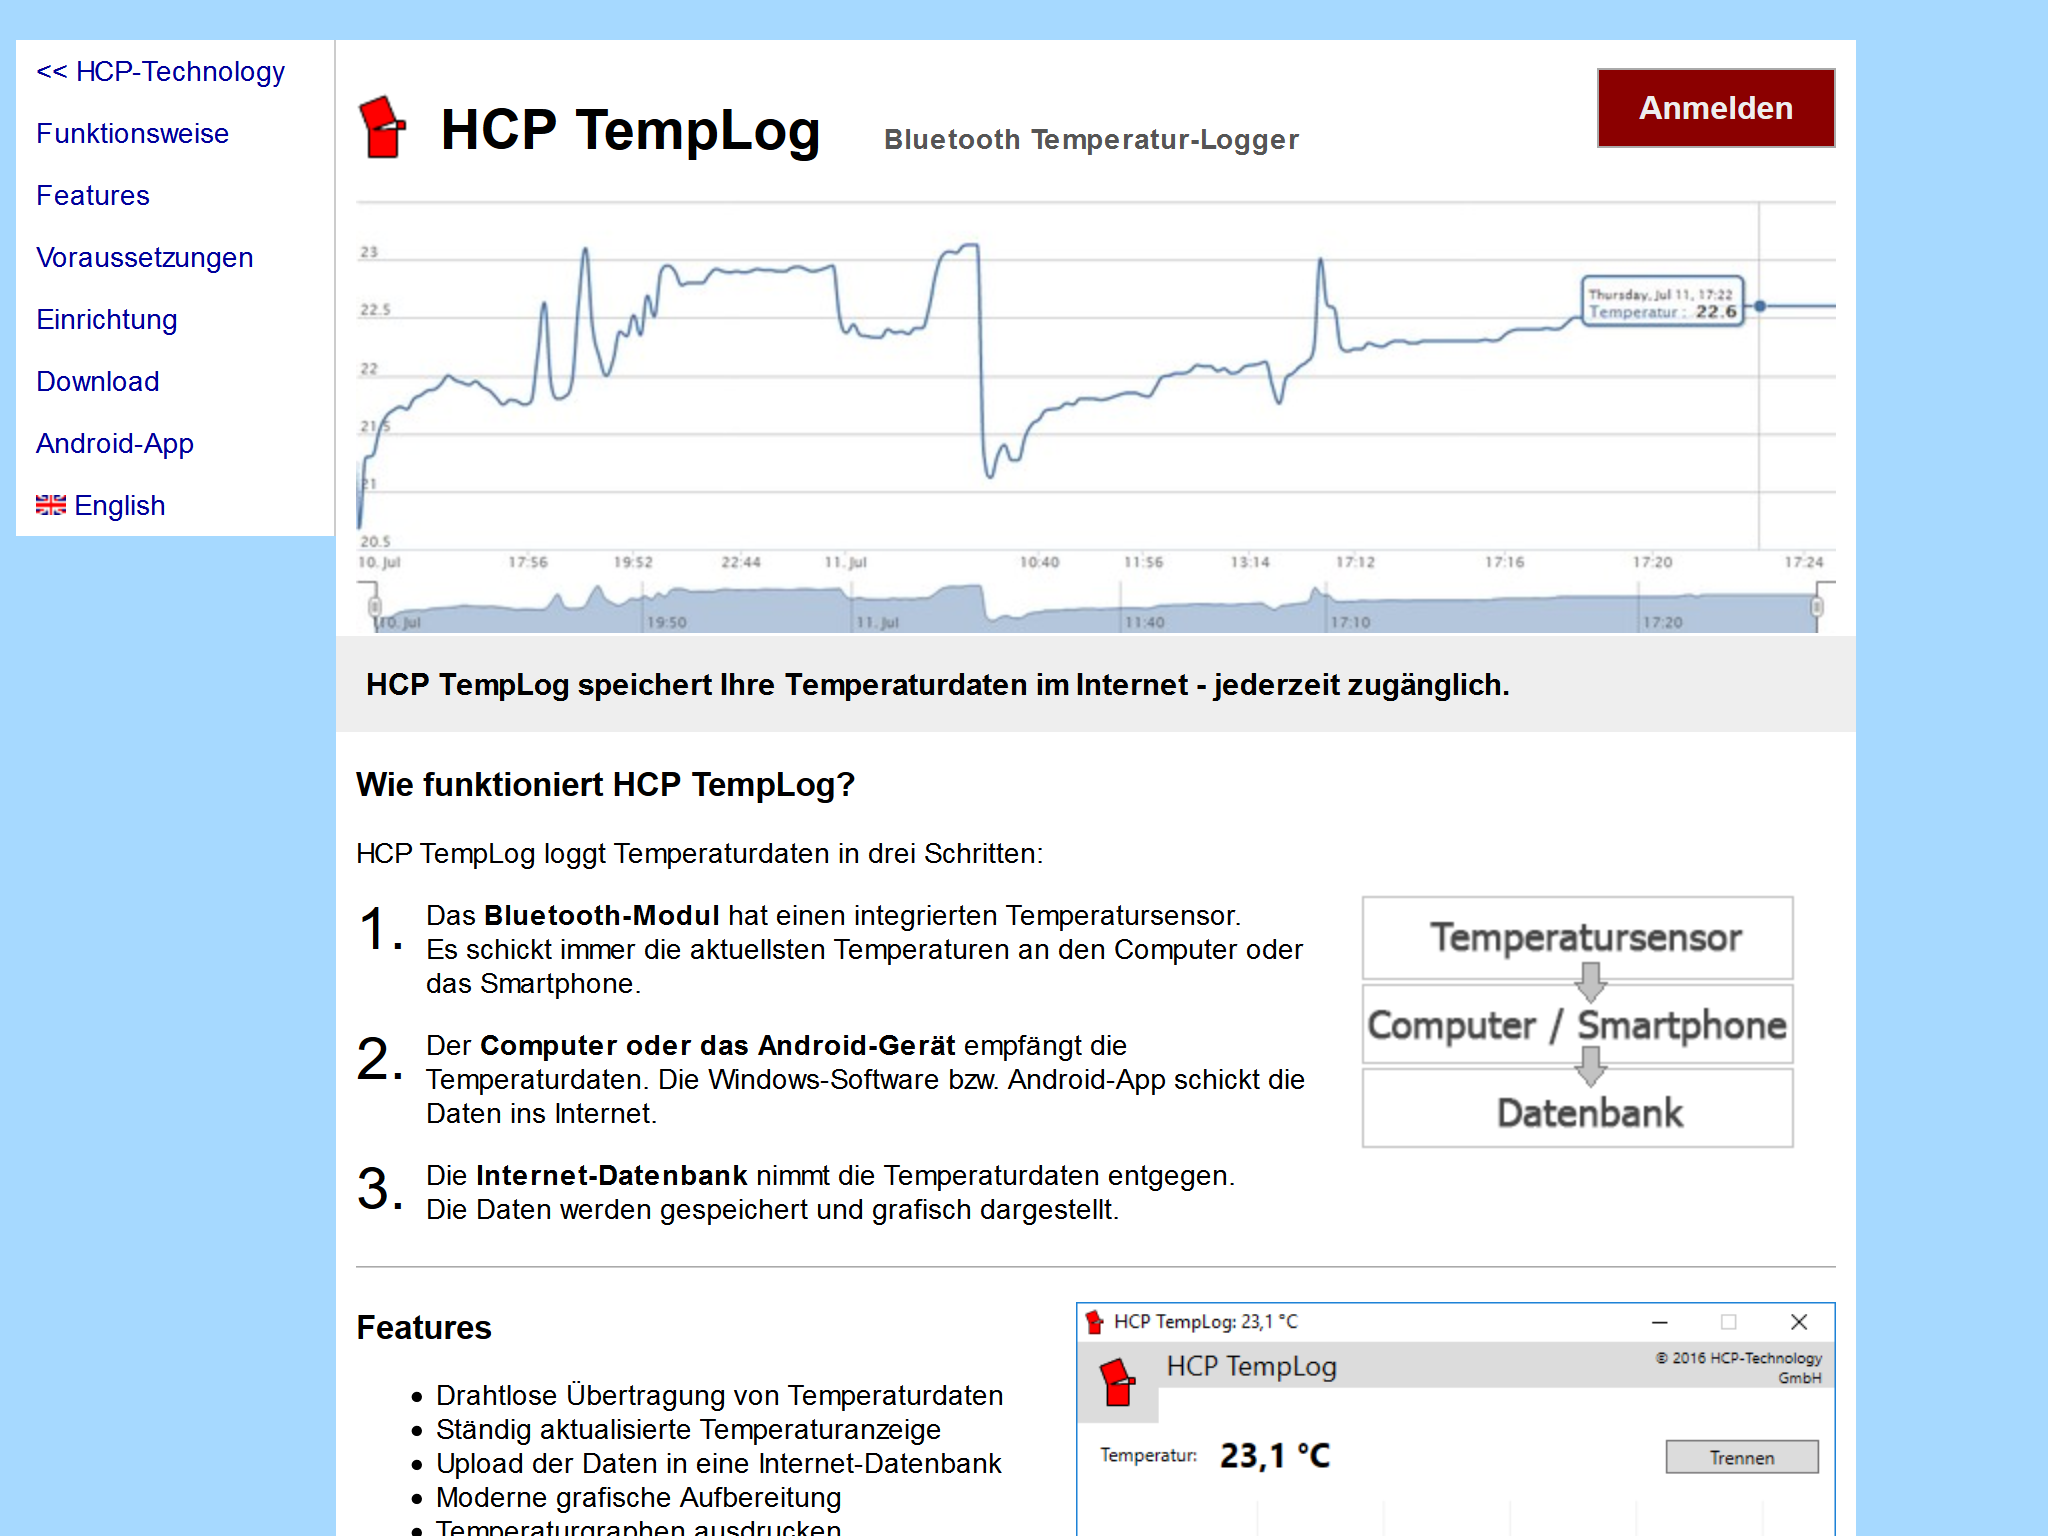 << HCP-Technology
Funktionsweise
Features
Voraussetzungen
Einrichtung
Download
Android-App
English
HCP TempLog
Bluetooth Temperatur-Logger
Anmelden
23
22.5
22
21.5
21
20.5
Thursday, Jul 11, 17:22
Temperatur : 22.6
10. Jul 17:56 19:52 22:44 11. Jul 10:40 11:56 13:14 17:12 17:16 17:20 17:24
10. Jul 19:50 11. Jul 11:40 17:10 17:20
HCP TempLog speichert Ihre Temperaturdaten im Internet - jederzeit zugänglich.
Wie funktioniert HCP TempLog?
HCP TempLog loggt Temperaturdaten in drei Schritten:
1. Das Bluetooth-Modul hat einen integrierten Temperatursensor.
Es schickt immer die aktuellsten Temperaturen an den Computer oder
das Smartphone.
2. Der Computer oder das Android-Gerät empfängt die
Temperaturdaten. Die Windows-Software bzw. Android-App schickt die
Daten ins Internet.
3. Die Internet-Datenbank nimmt die Temperaturdaten entgegen.
Die Daten werden gespeichert und grafisch dargestellt.
Temperatursensor
Computer / Smartphone
Datenbank
Features
• Drahtlose Übertragung von Temperaturdaten
• Ständig aktualisierte Temperaturanzeige
• Upload der Daten in eine Internet-Datenbank
• Moderne grafische Aufbereitung
• Temperaturgraphen ausdrucken
HCP TempLog: 23,1 °C
HCP TempLog
© 2016 HCP-Technology
GmbH
Temperatur: 23,1 °C
Trennen